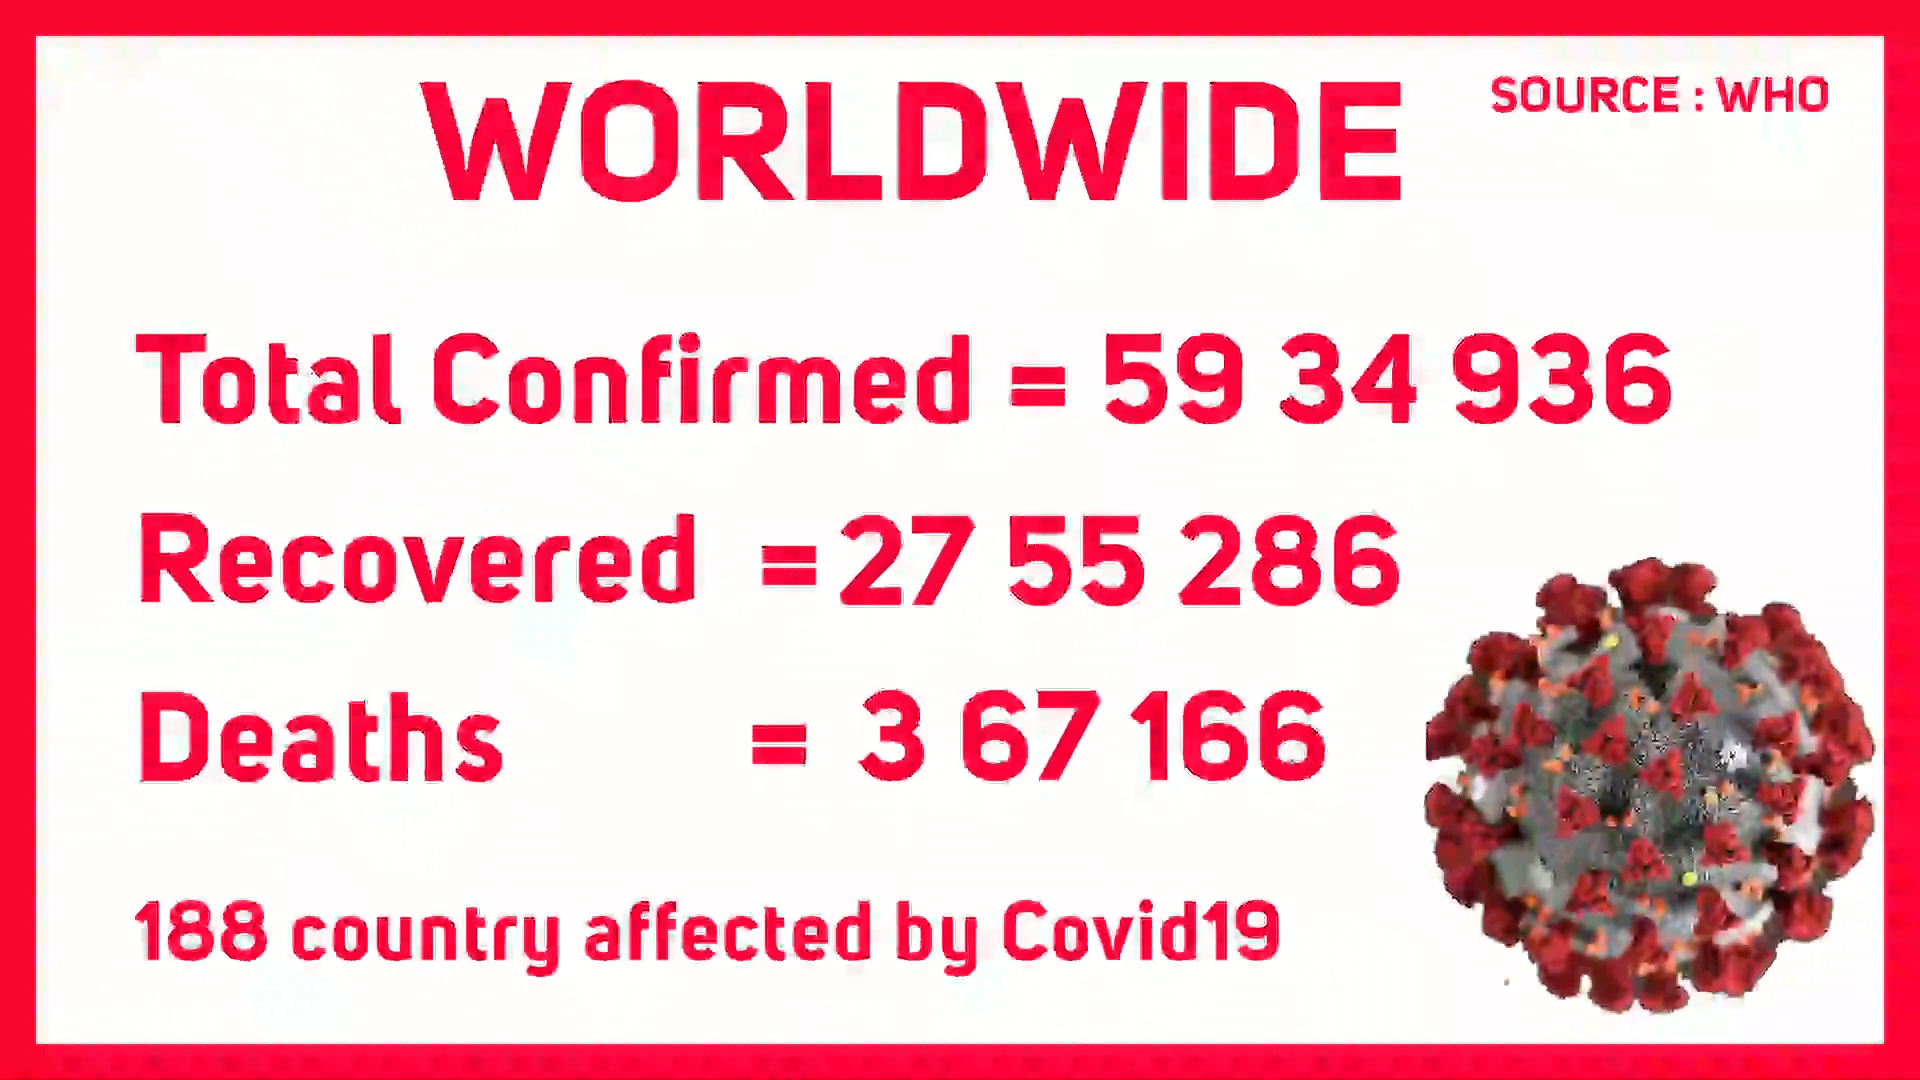 WORLDWIDE
SOURCE : WHO
Total Confirmed = 59 34 936
Recovered = 27 55 286
Deaths = 3 67 166
188 country affected by Covid19